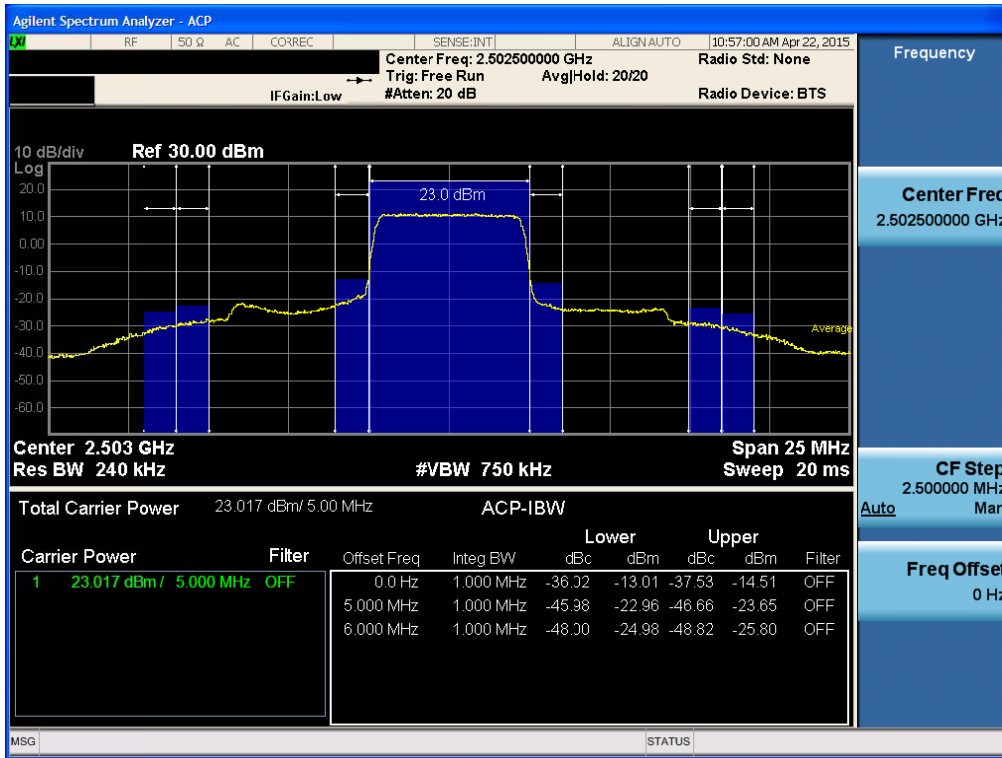 Agilent Spectrum Analyzer - ACP
LXI RF 50 Ω AC CORREC SENSE:INT ALIGN AUTO 10:57:00 AM Apr 22, 2015
Center Freq: 2.502500000 GHz Radio Std: None
Trig: Free Run Avg|Hold: 20/20
IFGain:Low #Atten: 20 dB Radio Device: BTS
10 dB/div Ref 30.00 dBm
Log
20.0
10.0
0.00
-10.0
-20.0
-30.0
-40.0
-50.0
-60.0
23.0 dBm
Average
Center 2.503 GHz Span 25 MHz
Res BW 240 kHz #VBW 750 kHz Sweep 20 ms
Total Carrier Power 23.017 dBm/ 5.00 MHz ACP-IBW
Lower Upper
Carrier Power Filter Offset Freq Integ BW dBc dBm dBc dBm Filter
1 23.017 dBm / 5.000 MHz OFF 0.0 Hz 1.000 MHz -36.02 -13.01 -37.53 -14.51 OFF
5.000 MHz 1.000 MHz -45.98 -22.96 -46.66 -23.65 OFF
6.000 MHz 1.000 MHz -48.00 -24.98 -48.82 -25.80 OFF
MSG STATUS
Frequency
Center Freq
2.502500000 GHz
CF Step
2.500000 MHz
Auto Man
Freq Offset
0 Hz